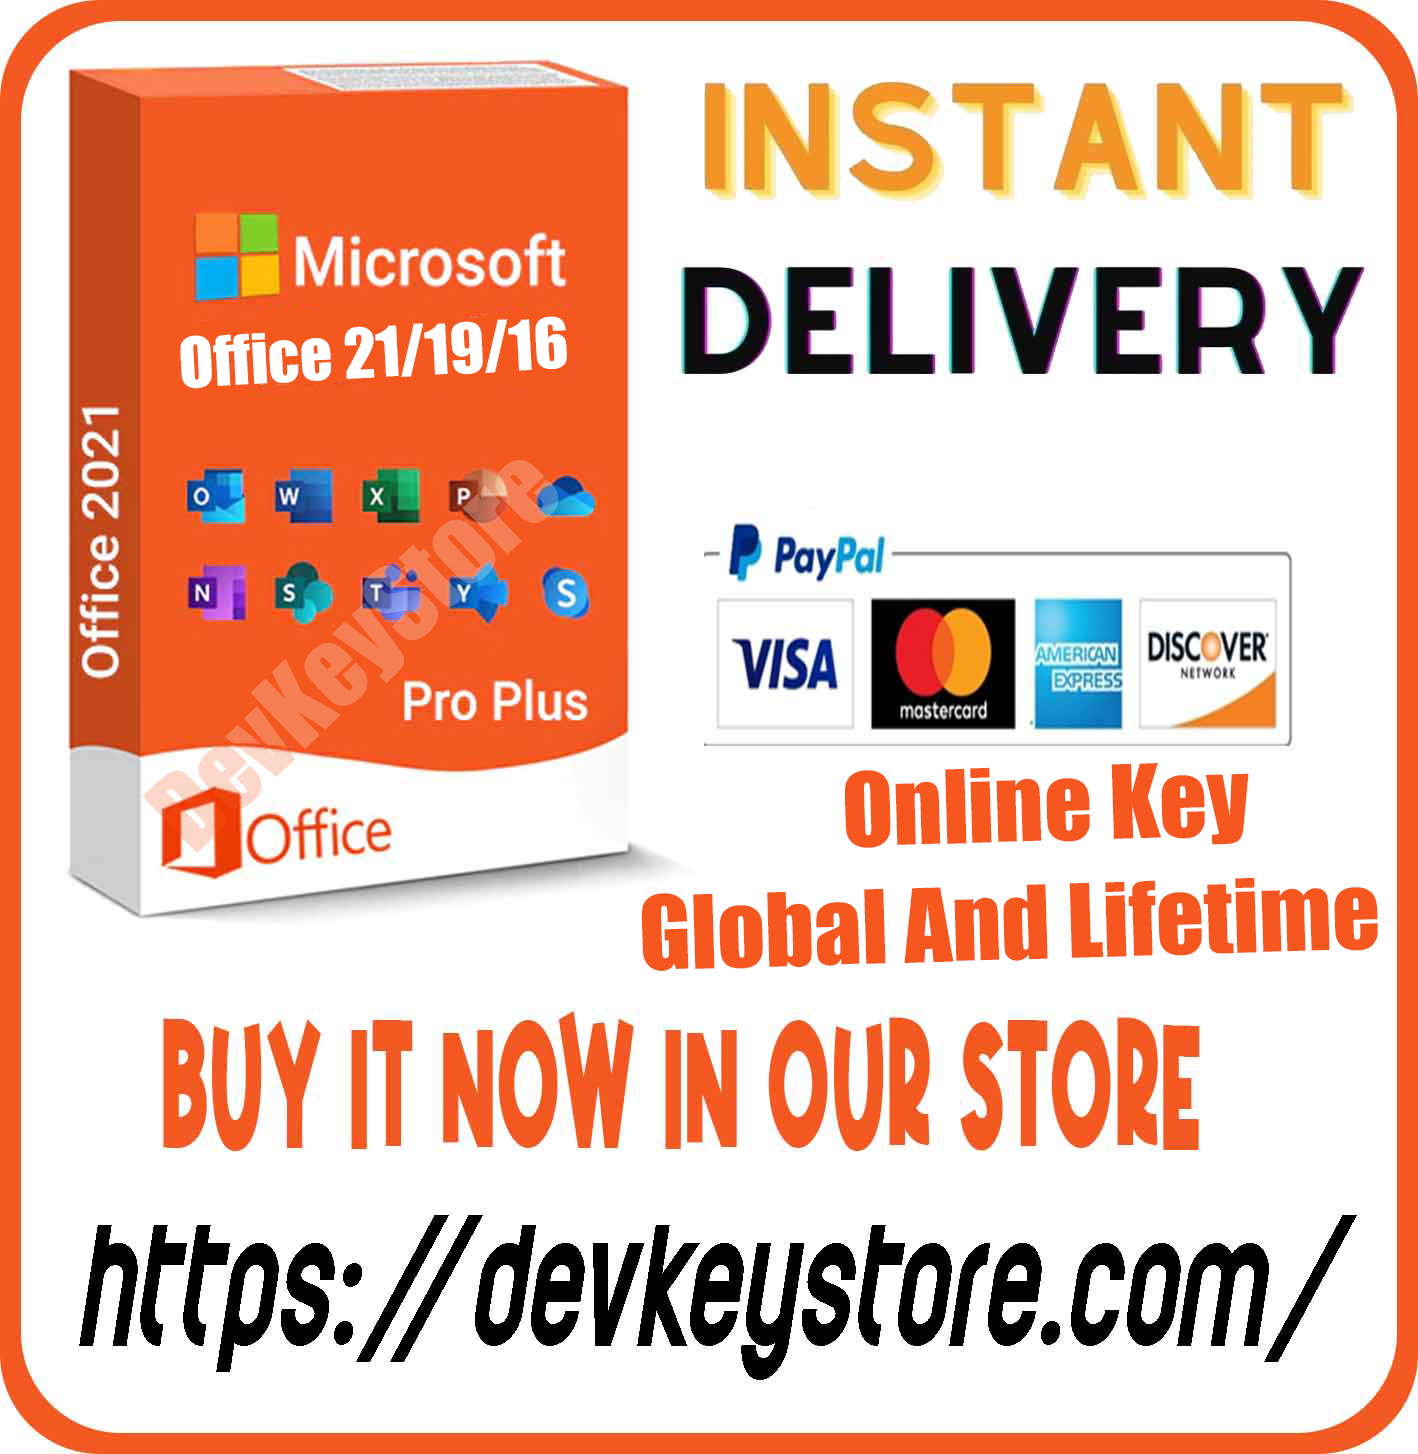 INSTANT
DELIVERY
Microsoft
Office 21/19/16
Office 2021
O W X P
N S T Y S
DevKeyStore
Pro Plus
Office
PayPal
VISA
mastercard
AMERICAN
EXPRESS
DISCOVER
NETWORK
Online Key
Global And Lifetime
BUY IT NOW IN OUR STORE
https://devkeystore.com/